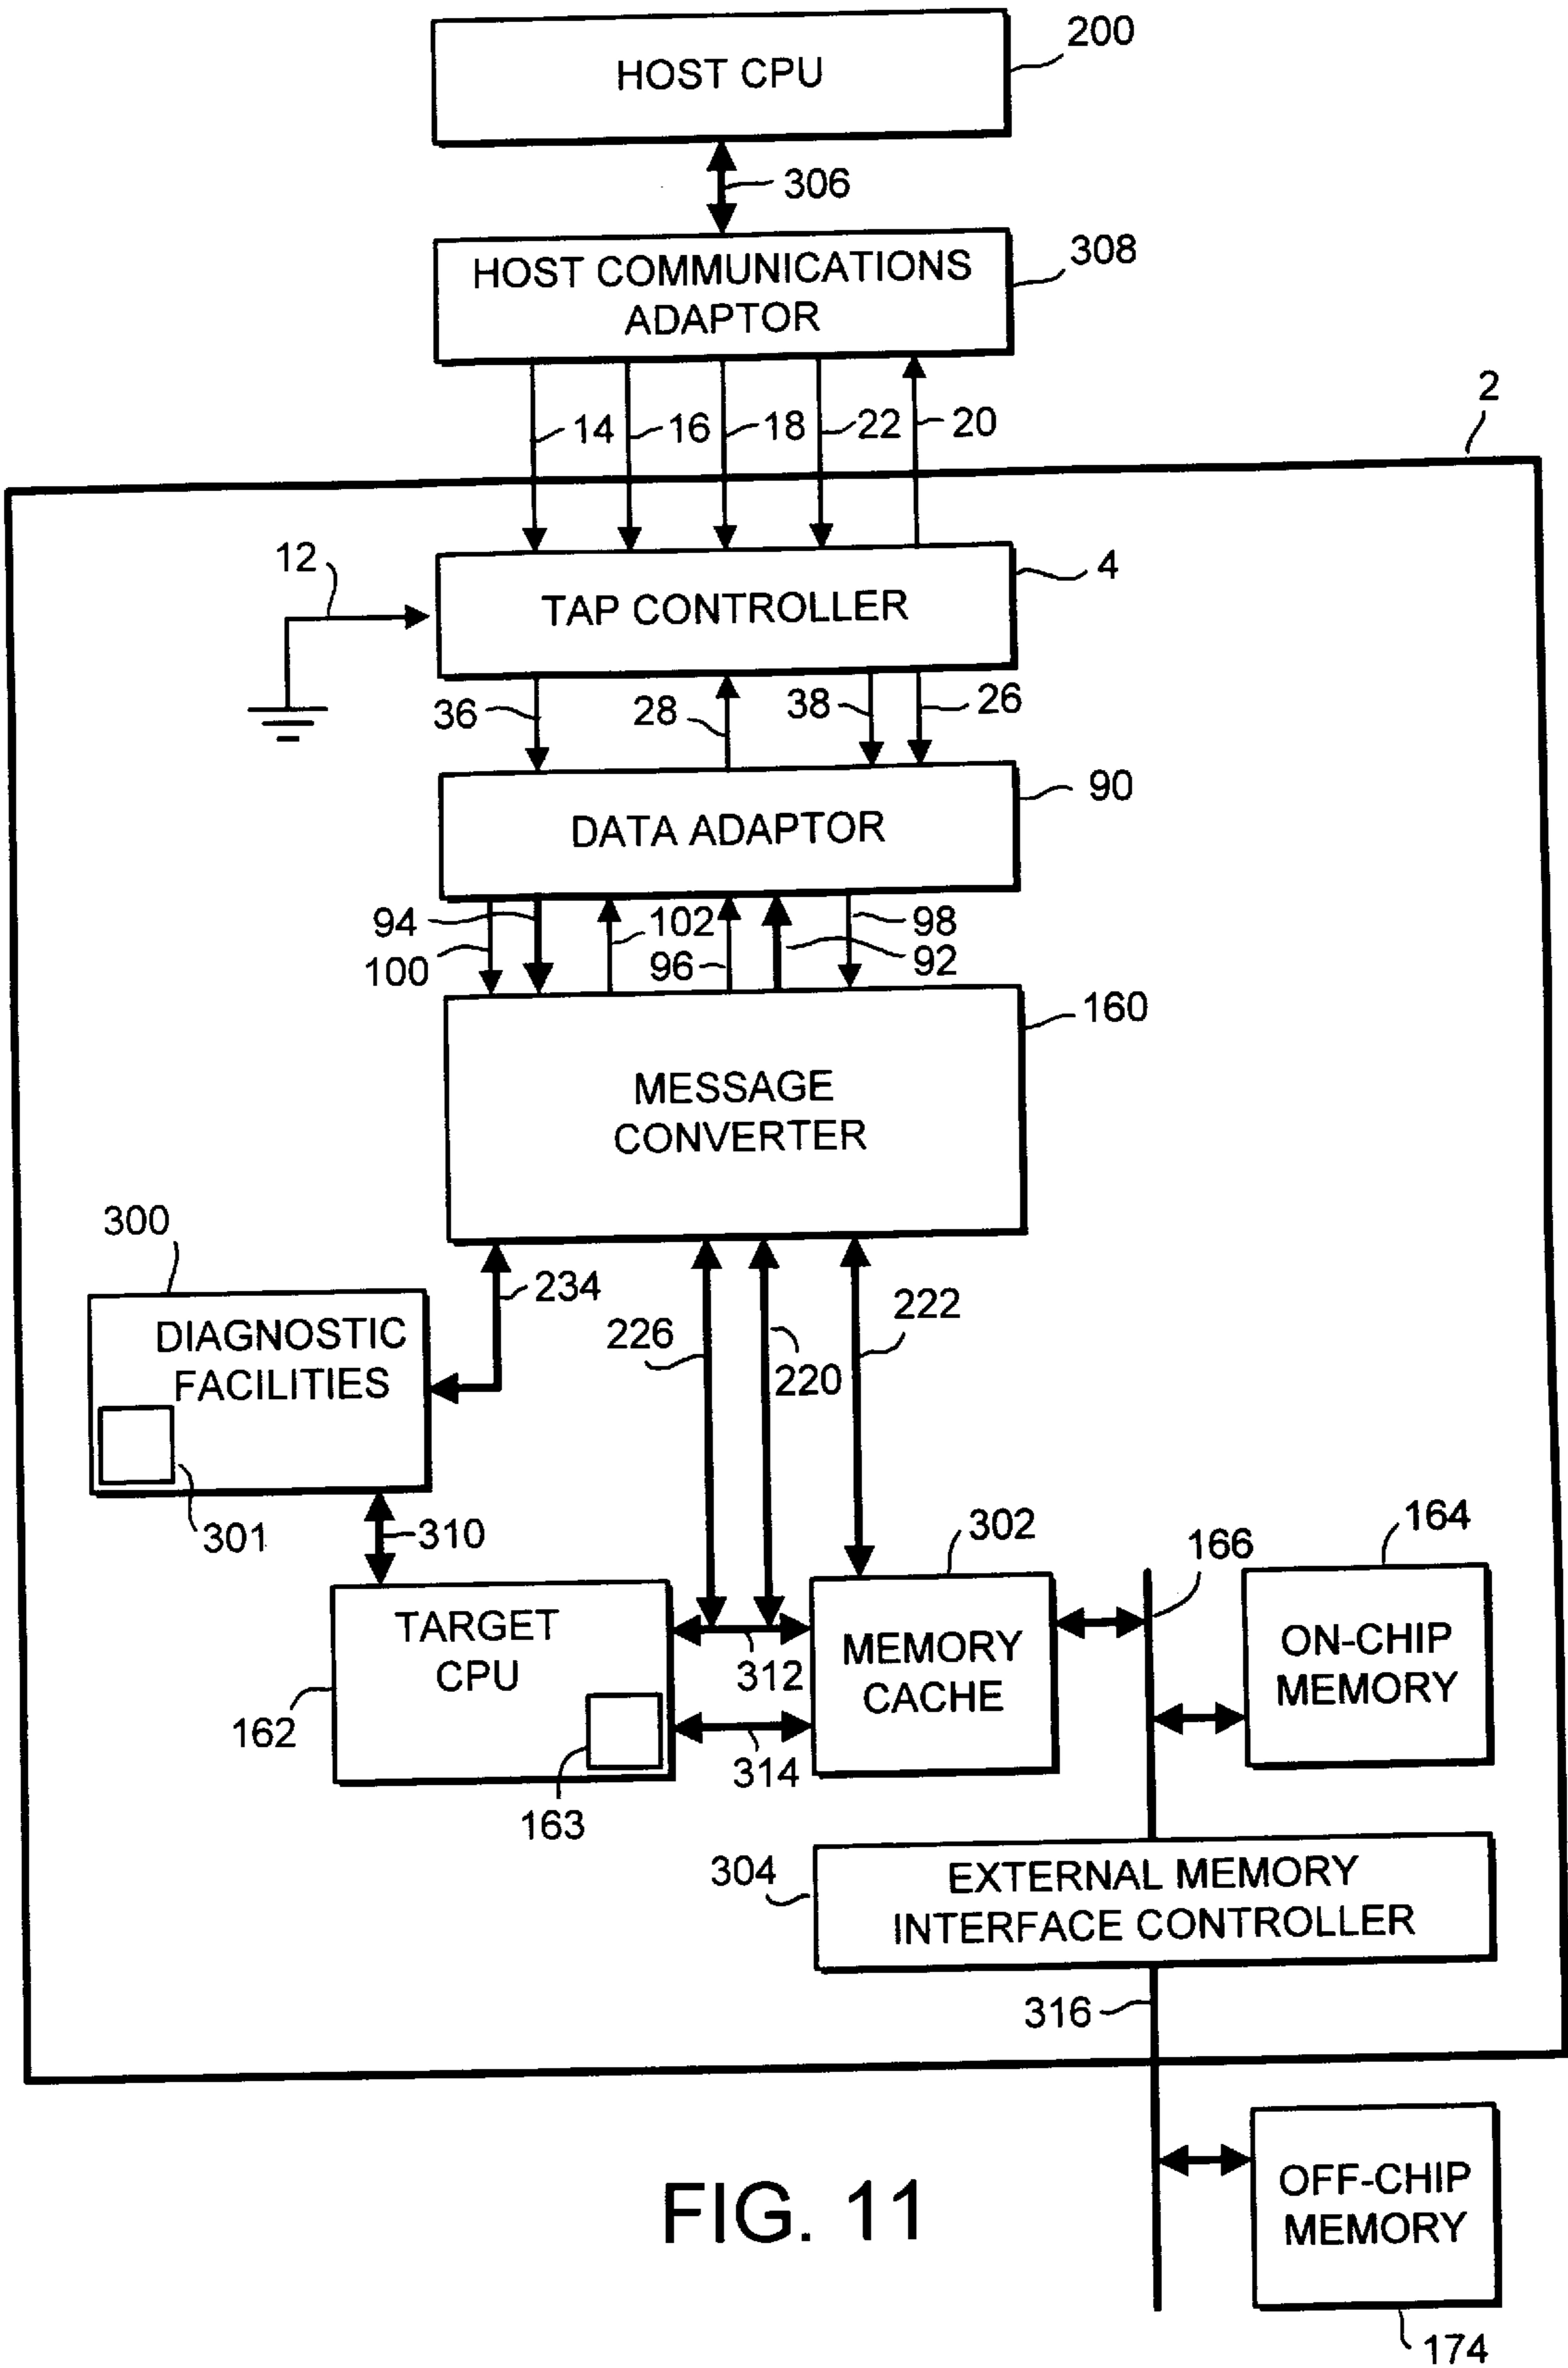 200
HOST CPU
306
308
HOST COMMUNICATIONS
ADAPTOR
2
14 16 18 22 20
12
4
TAP CONTROLLER
36 28 38 26
90
DATA ADAPTOR
94 102 98
100 96 92
160
MESSAGE
CONVERTER
300
234
222
DIAGNOSTIC
FACILITIES
226
220
301
310
302
166
164
TARGET
CPU
312
MEMORY
CACHE
ON-CHIP
MEMORY
162
314
163
304
EXTERNAL MEMORY
INTERFACE CONTROLLER
316
OFF-CHIP
MEMORY
FIG. 11
174